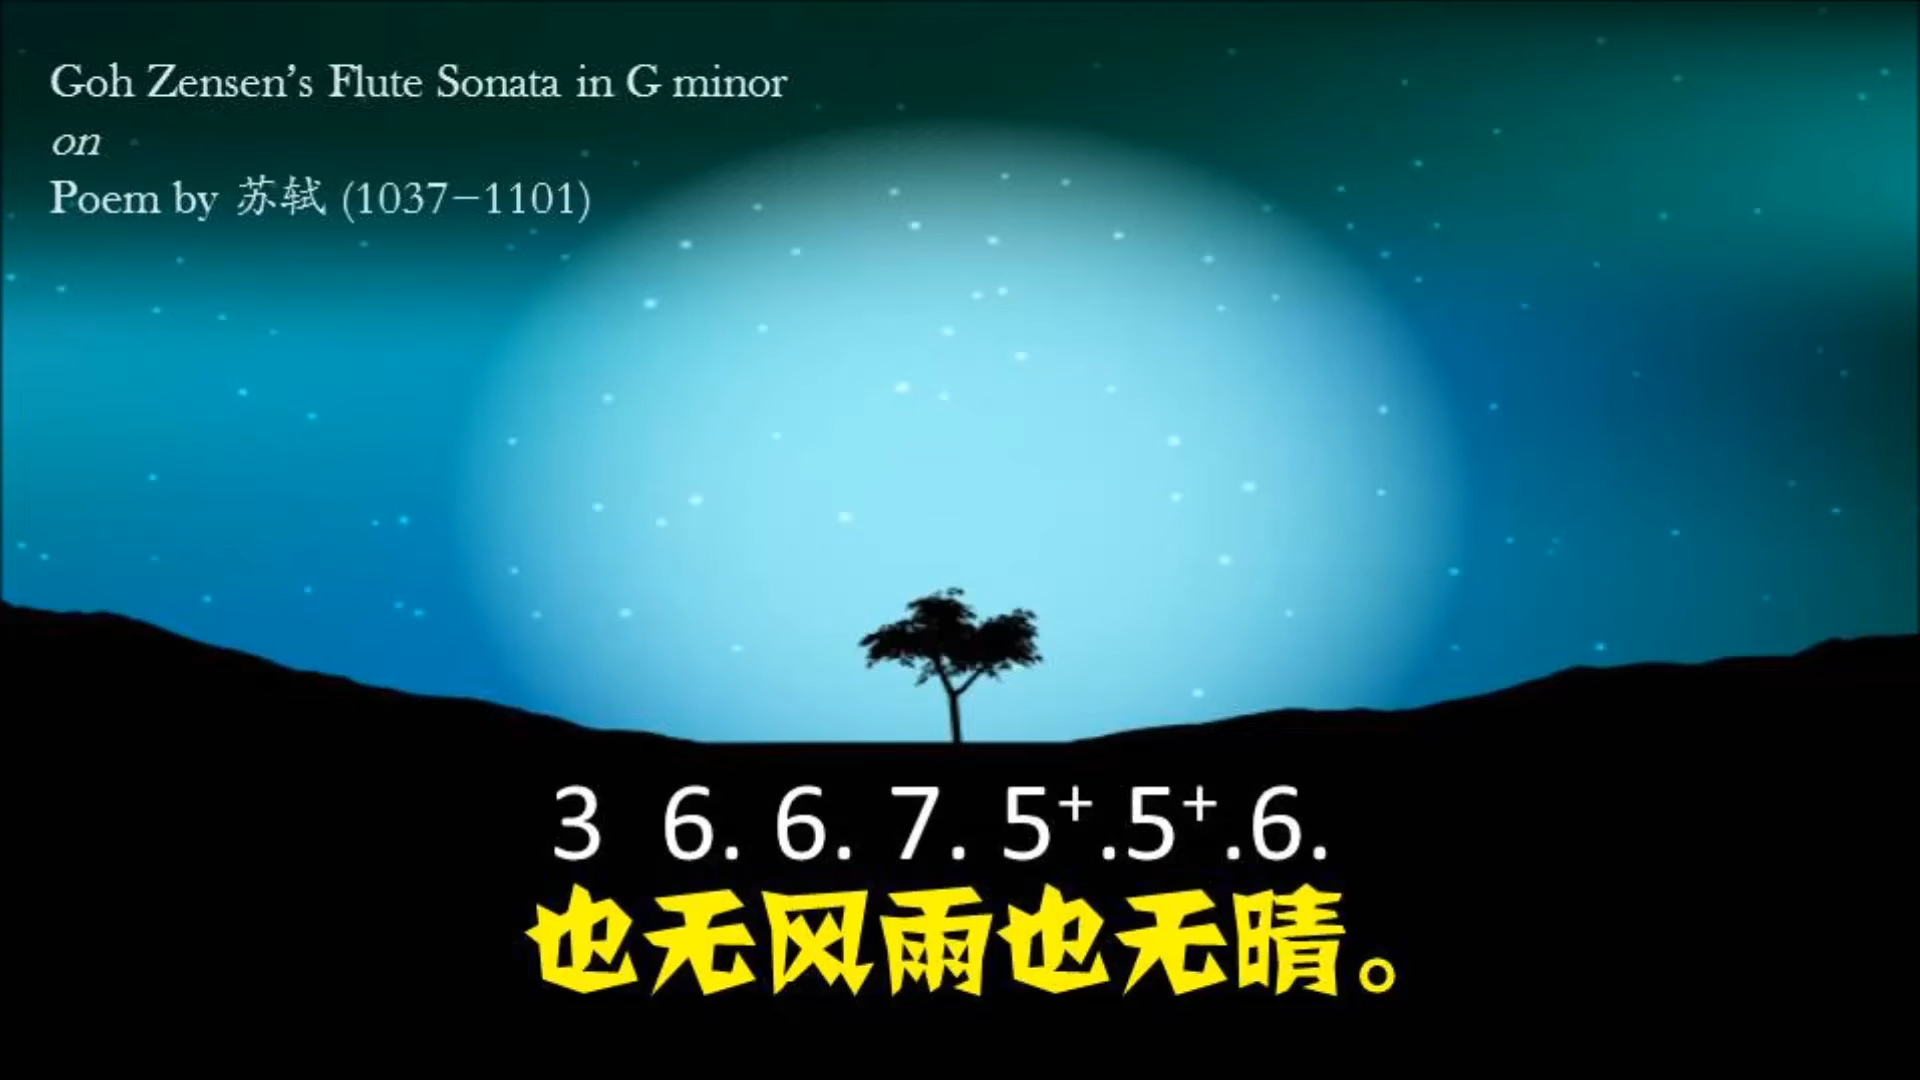 Goh Zensen’s Flute Sonata in G minor
on
Poem by 苏轼 (1037–1101)
3 6. 6. 7. 5⁺.5⁺.6.
也无风雨也无晴。